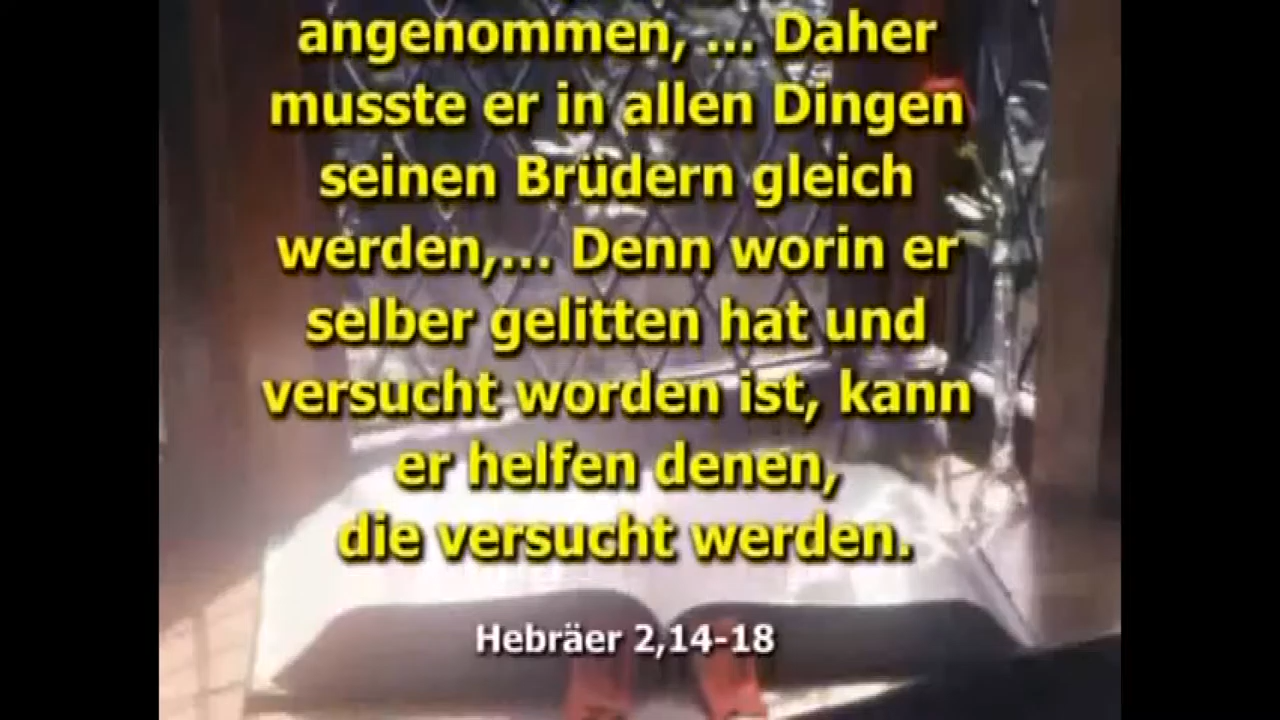 angenommen, ... Daher
musste er in allen Dingen
seinen Brüdern gleich
werden,... Denn worin er
selber gelitten hat und
versucht worden ist, kann
er helfen denen,
die versucht werden.
Hebräer 2,14-18